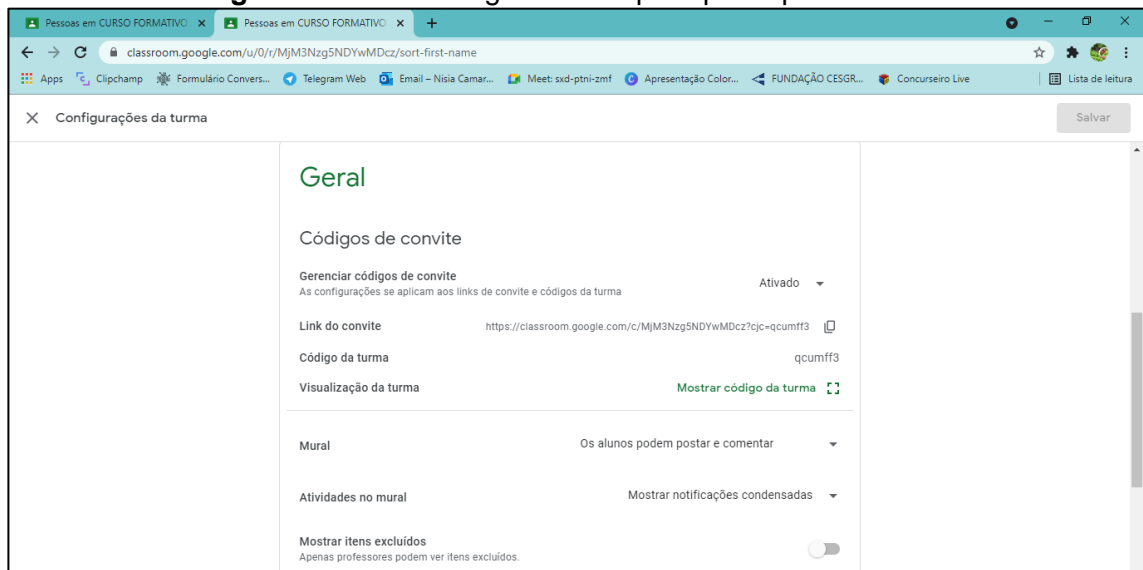 Pessoas em CURSO FORMATIVO
Pessoas em CURSO FORMATIVO
classroom.google.com/u/0/r/MjM3Nzg5NDYwMDcz/sort-first-name
Apps Clipchamp Formulário Convers... Telegram Web Email – Nisia Camar... Meet: sxd-ptni-zmf Apresentação Color... FUNDAÇÃO CESGR... Concurseiro Live Lista de leitura
Configurações da turma Salvar
Geral
Códigos de convite
Gerenciar códigos de convite Ativado
As configurações se aplicam aos links de convite e códigos da turma
Link do convite https://classroom.google.com/c/MjM3Nzg5NDYwMDcz?cjc=qcumff3
Código da turma qcumff3
Visualização da turma Mostrar código da turma
Mural Os alunos podem postar e comentar
Atividades no mural Mostrar notificações condensadas
Mostrar itens excluídos
Apenas professores podem ver itens excluídos.